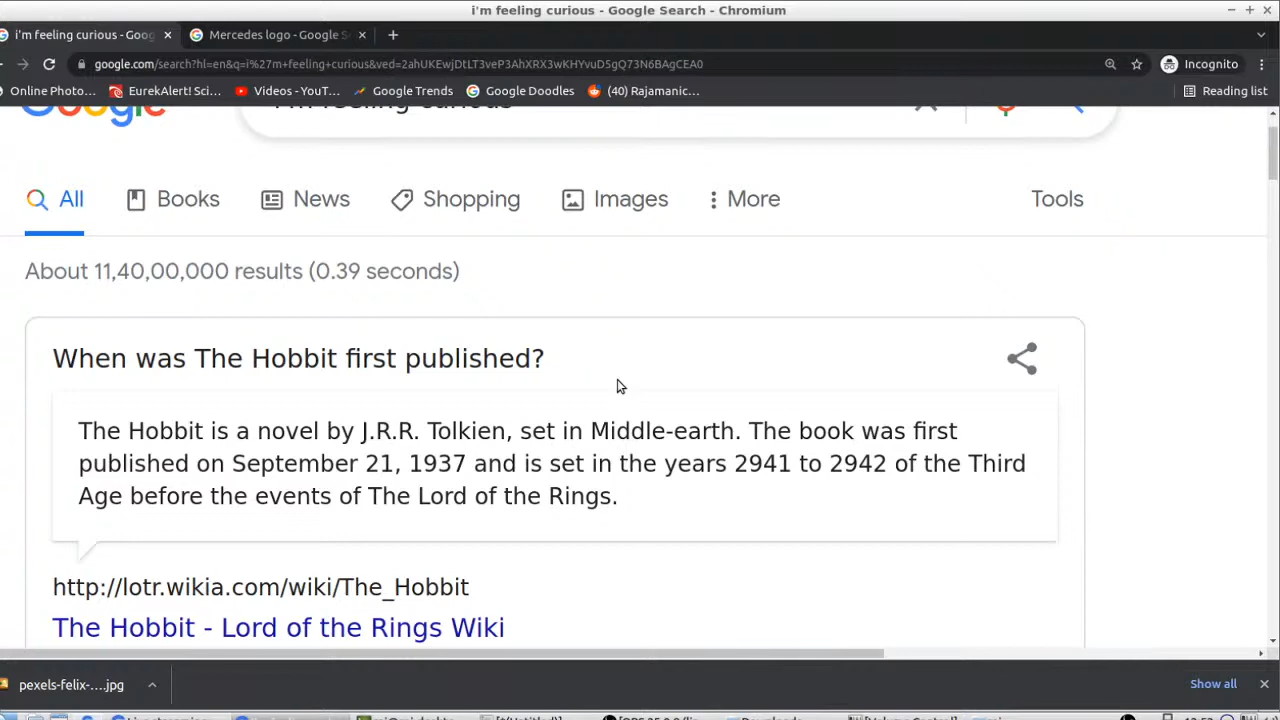 i'm feeling curious - Google Search - Chromium
i'm feeling curious - Goog
Mercedes logo - Google S
google.com/search?hl=en&q=i%27m+feeling+curious&ved=2ahUKEwjDtLT3veP3AhXRX3wKHYvuD5gQ73N6BAgCEA0
Incognito
Online Photo…
EurekAlert! Sci…
Videos - YouT…
Google Trends
Google Doodles
(40) Rajamanic…
Reading list
Google
i'm feeling curious
All
Books
News
Shopping
Images
More
Tools
About 11,40,00,000 results (0.39 seconds)
When was The Hobbit first published?
The Hobbit is a novel by J.R.R. Tolkien, set in Middle-earth. The book was first
published on September 21, 1937 and is set in the years 2941 to 2942 of the Third
Age before the events of The Lord of the Rings.
http://lotr.wikia.com/wiki/The_Hobbit
The Hobbit - Lord of the Rings Wiki
pexels-felix-....jpg
Show all